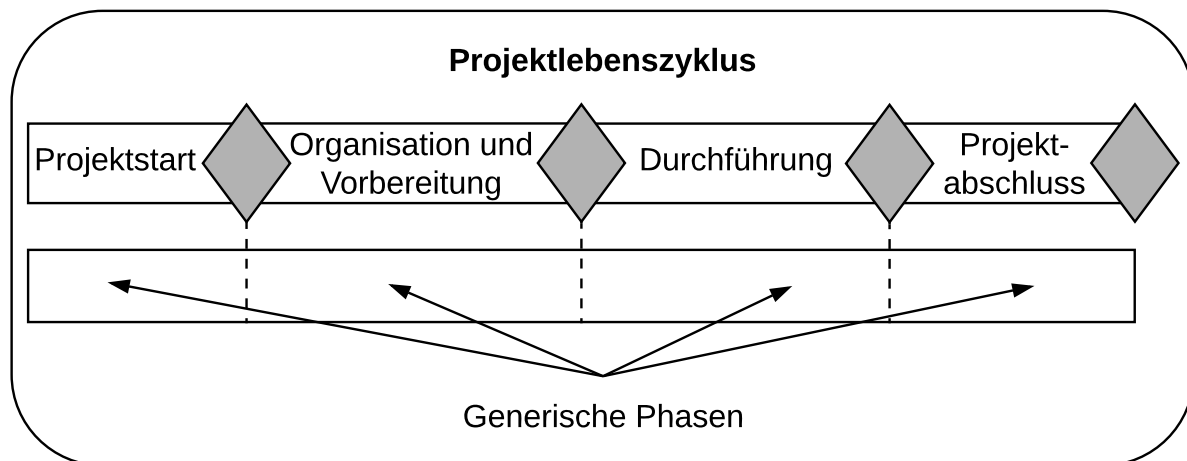 Projektlebenszyklus
Projektstart
Organisation und
Vorbereitung
Durchführung
Projekt-
abschluss
Generische Phasen